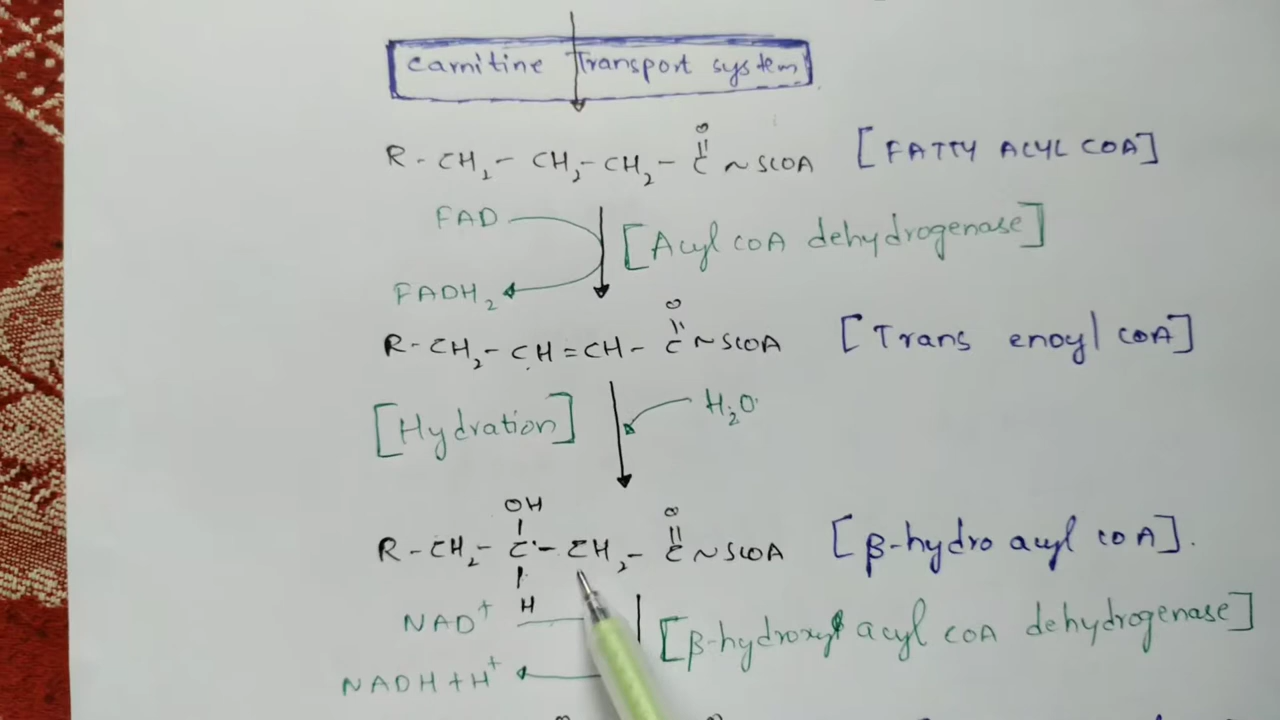 Carnitine Transport system
R-CH₂-CH₂-CH₂-C~SCOA [FATTY ACYL COA]
O
FAD
[Acyl coA dehydrogenase]
FADH₂
O
R-CH₂-CH=CH-C~SCOA [Trans enoyl coA]
[Hydration] H₂O
OH O
R-CH₂-C-CH₂-C~SCOA [β-hydro acyl coA].
H
NAD⁺
[β-hydroxyl acyl coA dehydrogenase]
NADH+H⁺